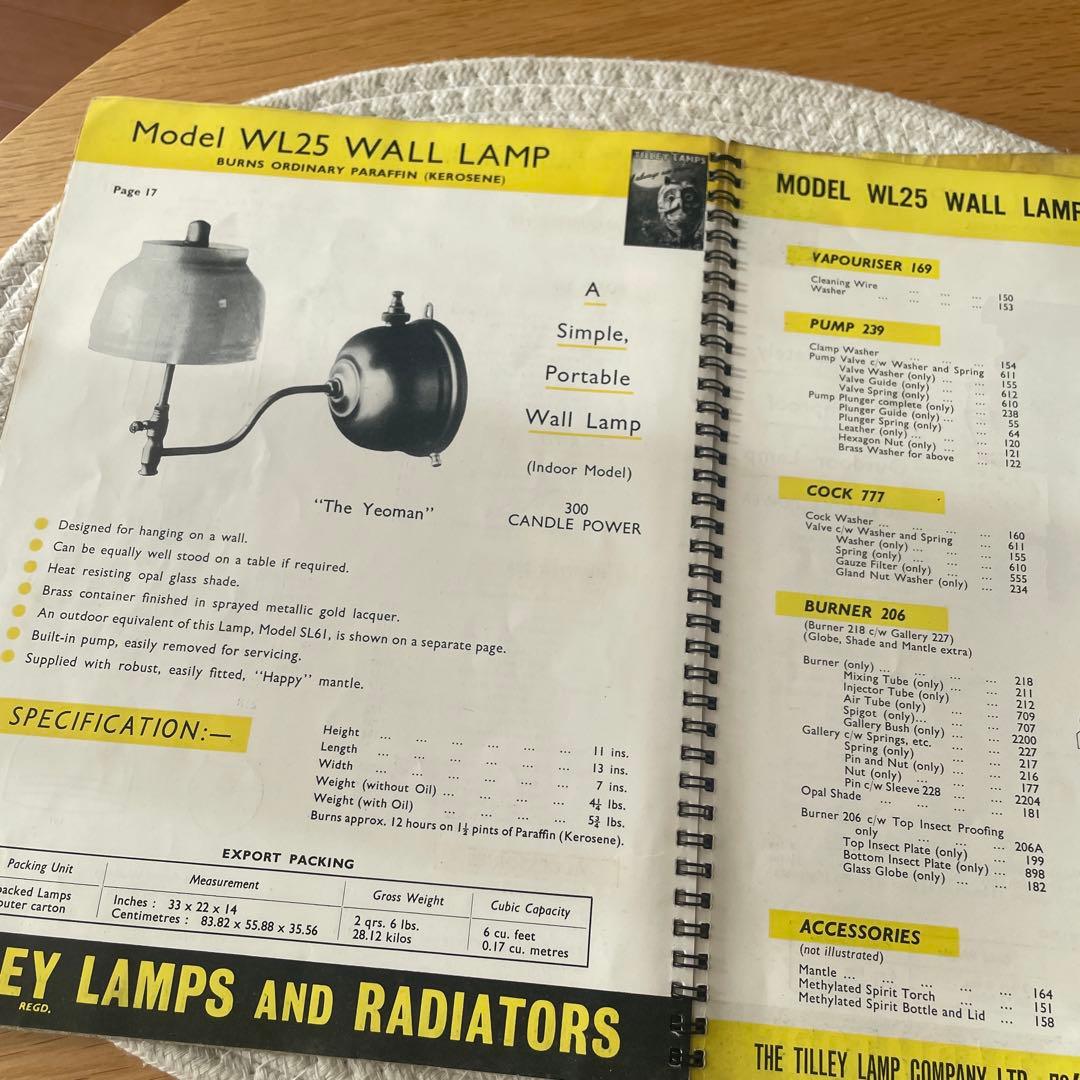 Model WL25 WALL LAMP
BURNS ORDINARY PARAFFIN (KEROSENE)
TILLEY LAMPS
Page 17
A
Simple,
Portable
Wall Lamp
(Indoor Model)
300
CANDLE POWER
"The Yeoman"
Designed for hanging on a wall.
Can be equally well stood on a table if required.
Heat resisting opal glass shade.
Brass container finished in sprayed metallic gold lacquer.
An outdoor equivalent of this Lamp, Model SL61, is shown on a separate page.
Built-in pump, easily removed for servicing.
Supplied with robust, easily fitted, "Happy" mantle.
SPECIFICATION:—
Height ... ... ... ... ... ... 11 ins.
Length ... ... ... ... ... ... 13 ins.
Width ... ... ... ... ... ... 7 ins.
Weight (without Oil) ... ... ... ... 4¼ lbs.
Weight (with Oil) ... ... ... ... 5¾ lbs.
Burns approx. 12 hours on 1½ pints of Paraffin (Kerosene).
EXPORT PACKING
Packing Unit Measurement Gross Weight Cubic Capacity
packed Lamps Inches : 33 x 22 x 14 2 qrs. 6 lbs. 6 cu. feet
outer carton Centimetres : 83.82 x 55.88 x 35.56 28.12 kilos 0.17 cu. metres
EY LAMPS AND RADIATORS
REGD.
MODEL WL25 WALL LAMP
VAPOURISER 169
Cleaning Wire ... ... ... 150
Washer ... ... ... ... 153
PUMP 239
Clamp Washer ... ... ... 154
Pump Valve c/w Washer and Spring 611
Valve Washer (only) ... ... 155
Valve Guide (only) ... ... 612
Valve Spring (only) ... ... 610
Pump Plunger complete (only) ... 238
Plunger Guide (only) ... ... 55
Plunger Spring (only) ... 64
Leather (only) ... ... ... 120
Hexagon Nut (only) ... ... 121
Brass Washer for above ... 122
COCK 777
Cock Washer ... ... ... ... 160
Valve c/w Washer and Spring ... 611
Washer (only) ... ... ... 155
Spring (only) ... ... ... 610
Gauze Filter (only) ... ... 555
Gland Nut Washer (only) ... 234
BURNER 206
(Burner 218 c/w Gallery 227)
(Globe, Shade and Mantle extra)
Burner (only) ... ... ... ... 218
Mixing Tube (only) ... ... 211
Injector Tube (only) ... ... 212
Air Tube (only) ... ... 709
Spigot (only)... ... ... 707
Gallery Bush (only) ... ... 2200
Gallery c/w Springs, etc. ... ... 227
Spring (only) ... ... ... 217
Pin and Nut (only) ... ... 216
Nut (only) ... ... ... 177
Pin c/w Sleeve 228 ... ... 2204
Opal Shade ... ... ... ... 181
Burner 206 c/w Top Insect Proofing
only ... ... ... ... 206A
Top Insect Plate (only) ... ... 199
Bottom Insect Plate (only) ... 898
Glass Globe (only) ... ... 182
ACCESSORIES
(not illustrated)
Mantle ... ... ... ... ... 164
Methylated Spirit Torch ... ... 151
Methylated Spirit Bottle and Lid ... 158
THE TILLEY LAMP COMPANY LTD.